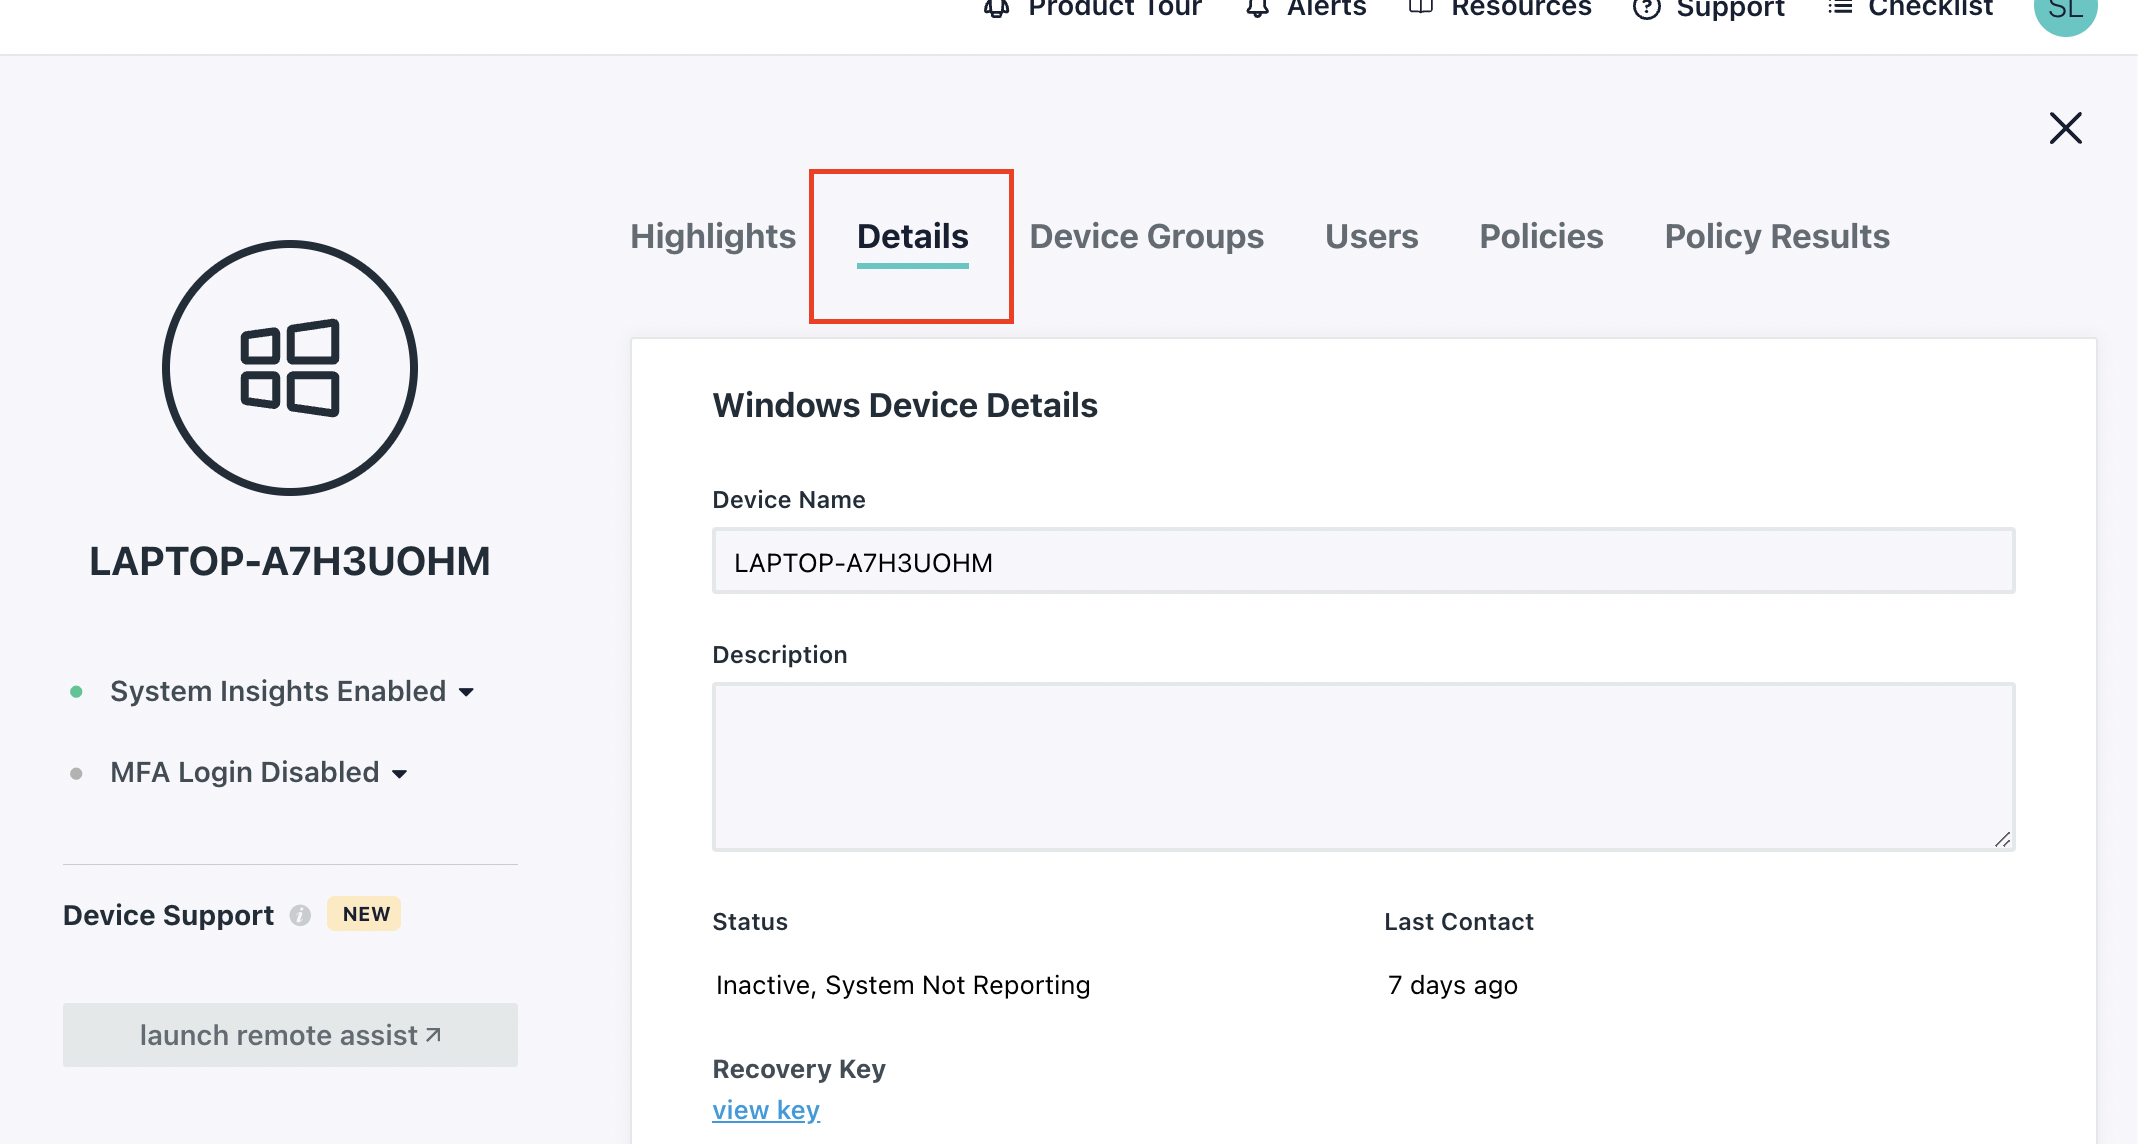 Product Tour Alerts Resources Support Checklist SL
Highlights Details Device Groups Users Policies Policy Results
LAPTOP-A7H3UOHM
System Insights Enabled
MFA Login Disabled
Device Support NEW
launch remote assist
Windows Device Details
Device Name
LAPTOP-A7H3UOHM
Description
Status Last Contact
Inactive, System Not Reporting 7 days ago
Recovery Key
view key